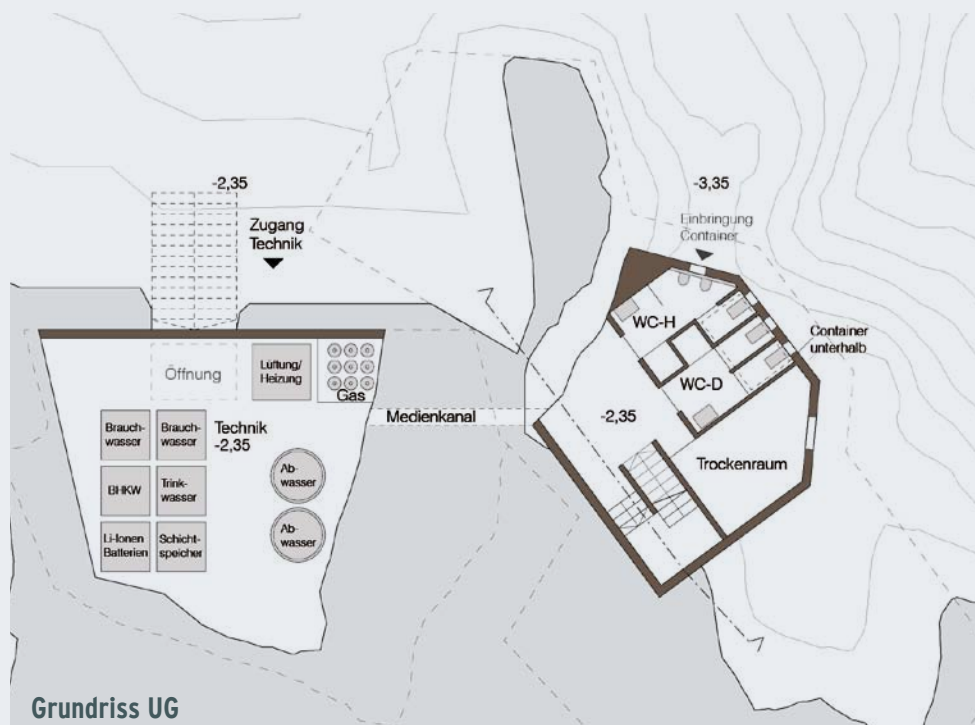 -2,35
-3,35
Zugang
Technik
Einbringung
Container
WC-H
Container
unterhalb
Öffnung
Lüftung/
Heizung
Gas
WC-D
Medienkanal
-2,35
Brauch-
wasser
Brauch-
wasser
Technik
-2,35
Ab-
wasser
Trockenraum
BHKW
Trink-
wasser
Li-Ionen
Batterien
Schicht-
speicher
Ab-
wasser
Grundriss UG